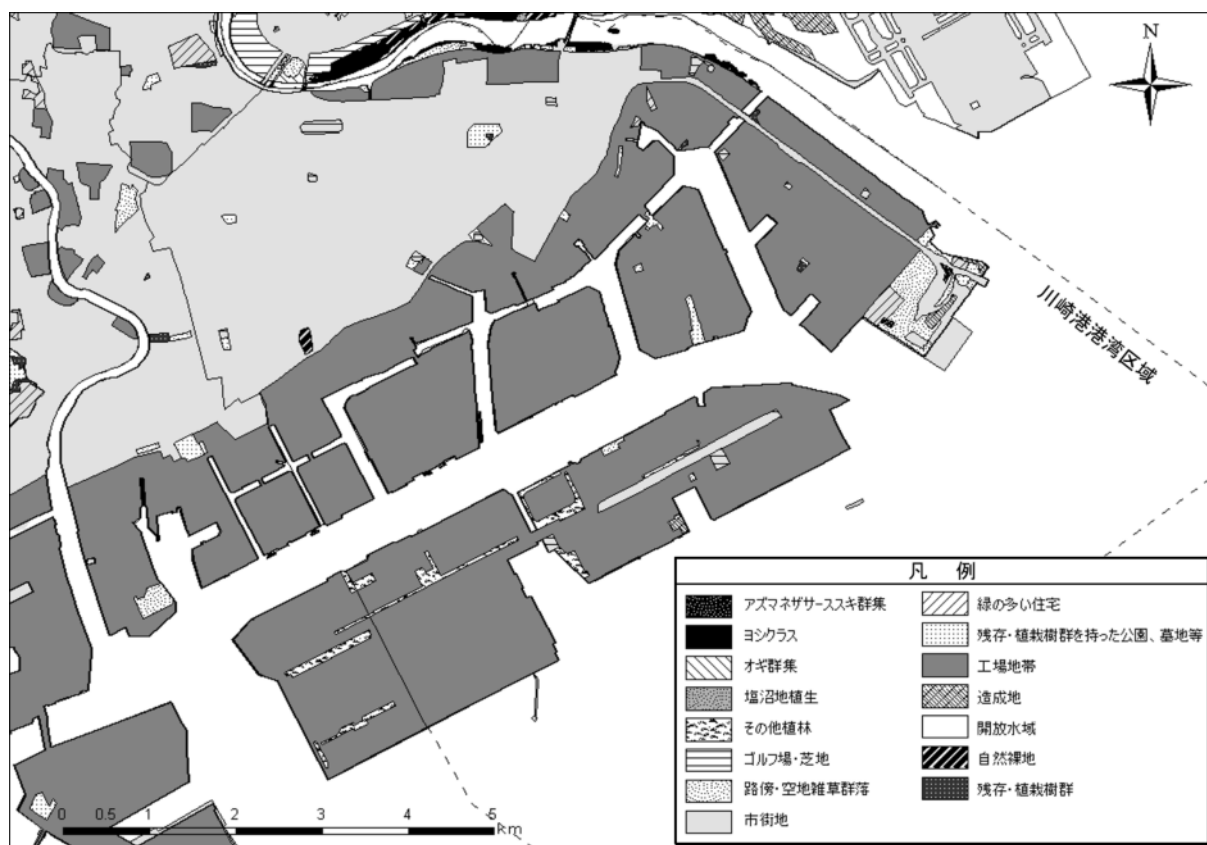 N
川崎港港湾区域
凡 例
アズマネザサーススキ群集
ヨシクラス
オギ群集
塩沼地植生
その他植林
ゴルフ場・芝地
路傍・空地雑草群落
市街地
緑の多い住宅
残存・植栽樹群を持った公園、墓地等
工場地帯
造成地
開放水域
自然裸地
残存・植栽樹群
0 0.5 1 2 3 4 5
km